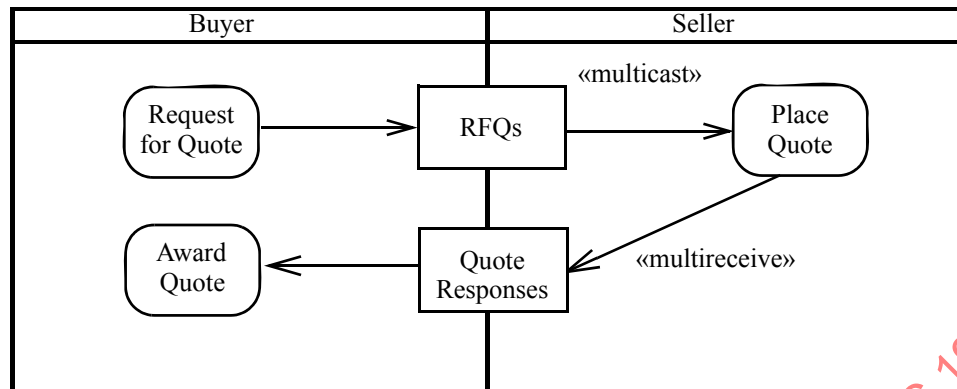 Buyer
Seller
«multicast»
Request
for Quote
RFQs
Place
Quote
Award
Quote
Quote
Responses
«multireceive»